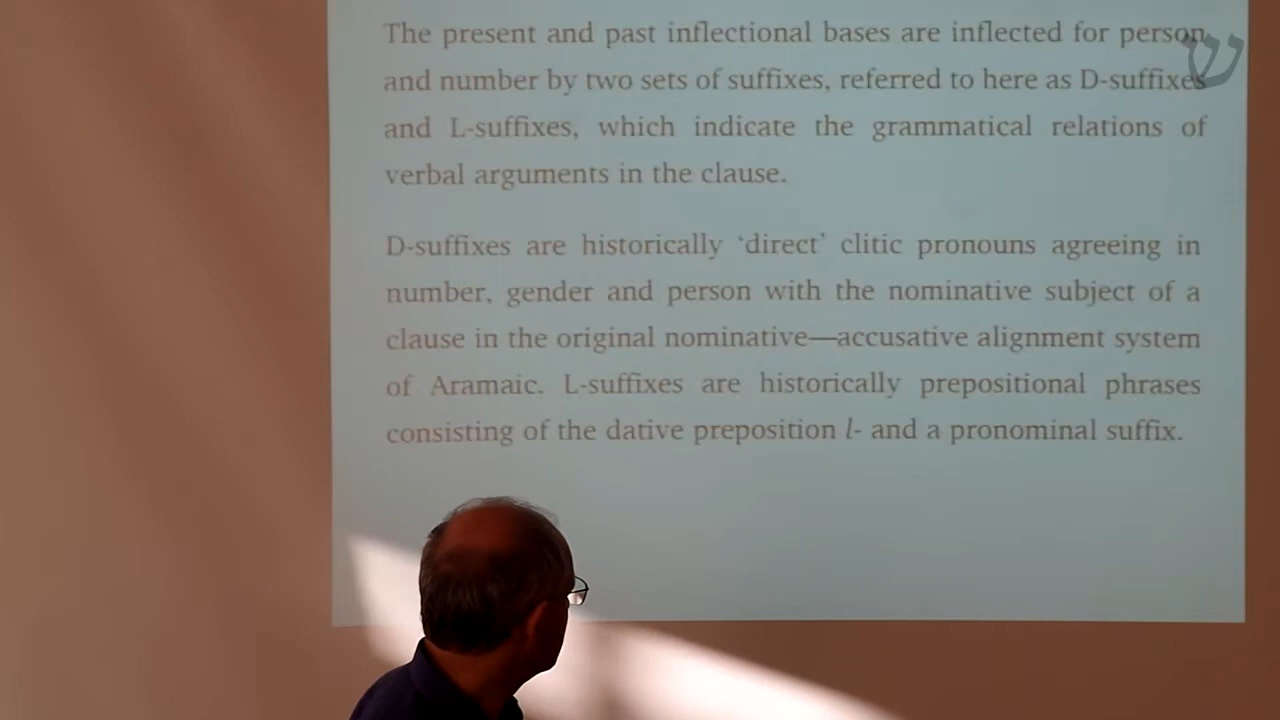 The present and past inflectional bases are inflected for person
and number by two sets of suffixes, referred to here as D-suffixes
and L-suffixes, which indicate the grammatical relations of
verbal arguments in the clause.
D-suffixes are historically ‘direct’ clitic pronouns agreeing in
number, gender and person with the nominative subject of a
clause in the original nominative—accusative alignment system
of Aramaic. L-suffixes are historically prepositional phrases
consisting of the dative preposition l- and a pronominal suffix.
ש